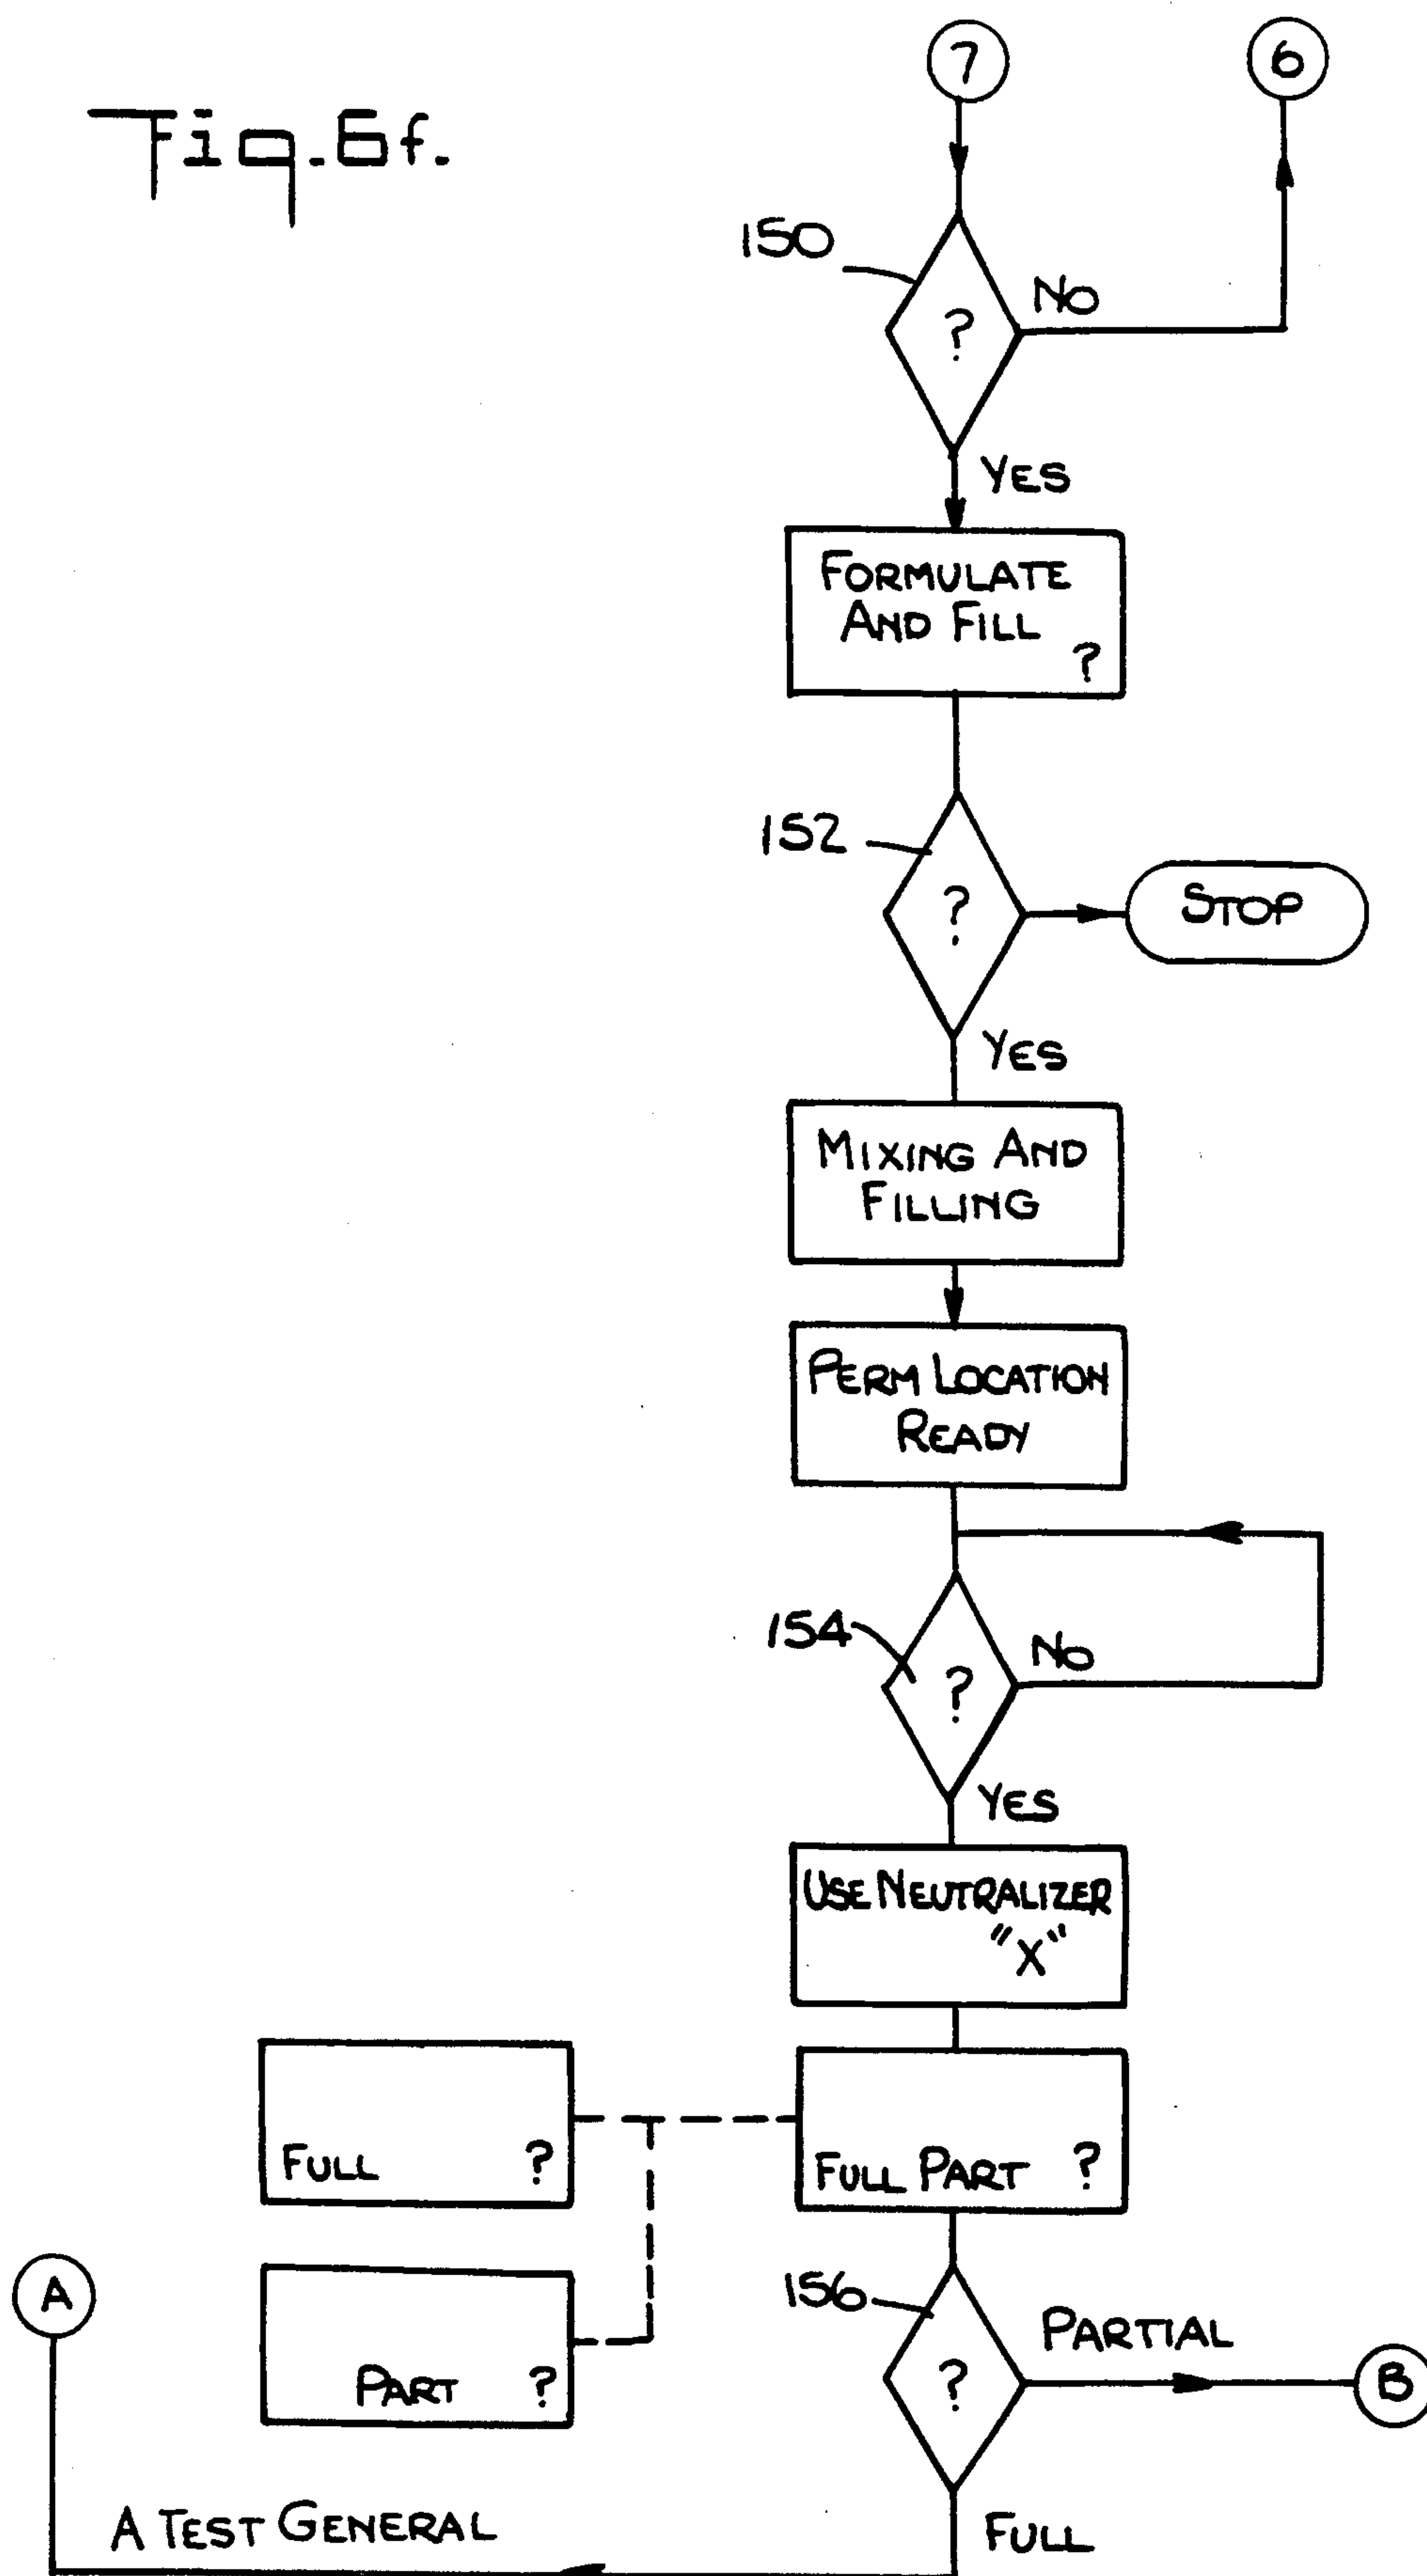 Fig.6f.
7
6
150
?
NO
YES
FORMULATE
AND FILL
?
152
?
STOP
YES
MIXING AND
FILLING
PERM LOCATION
READY
154
?
NO
YES
USE NEUTRALIZER
"X"
FULL ?
FULL PART ?
PART ?
A
156
?
PARTIAL
B
A TEST GENERAL
FULL